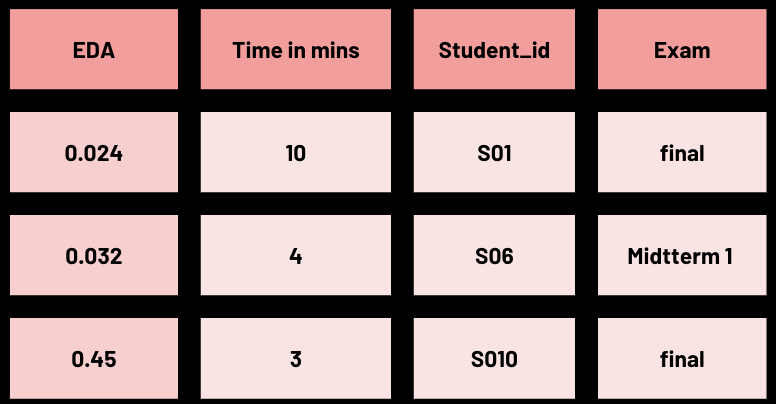 EDA Time in mins Student_id Exam
0.024 10 S01 final
0.032 4 S06 Midtterm 1
0.45 3 S010 final